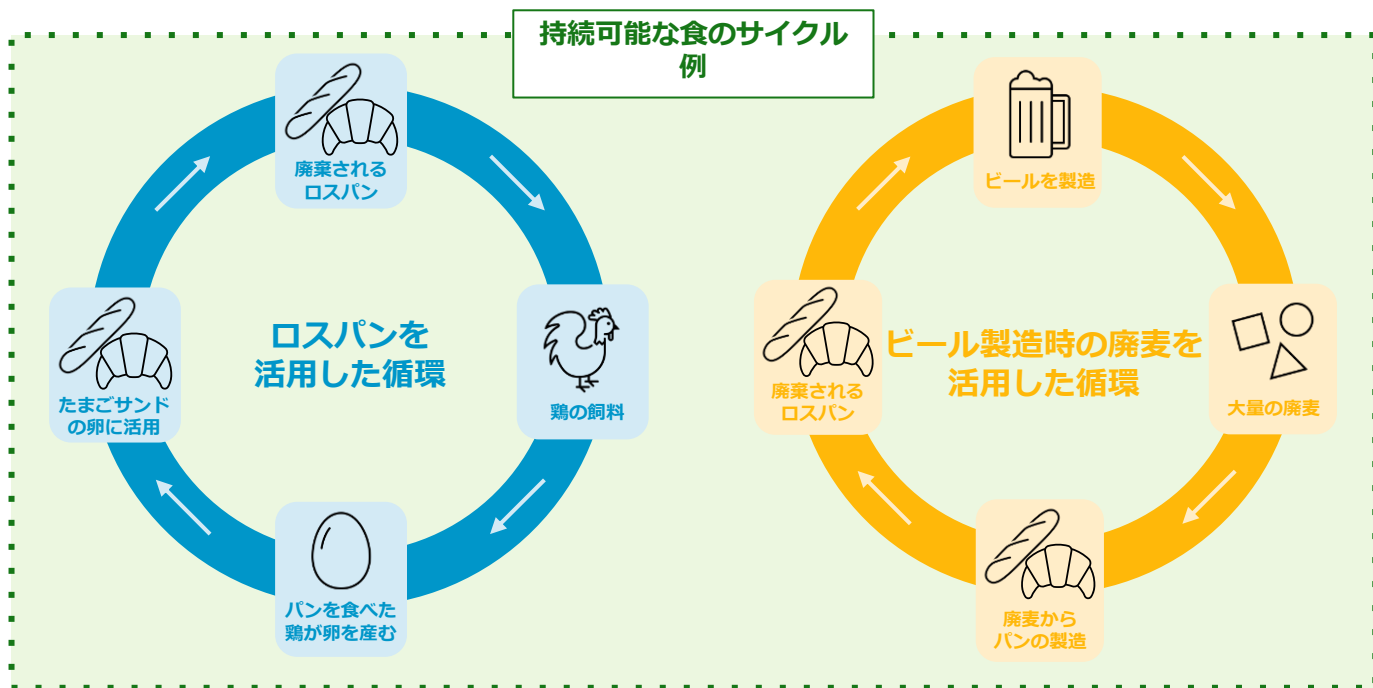 持続可能な食のサイクル
例
廃棄される
ロスパン
鶏の飼料
パンを食べた
鶏が卵を産む
たまごサンド
の卵に活用
ロスパンを
活用した循環
ビールを製造
大量の廃麦
廃麦から
パンの製造
廃棄される
ロスパン
ビール製造時の廃麦を
活用した循環